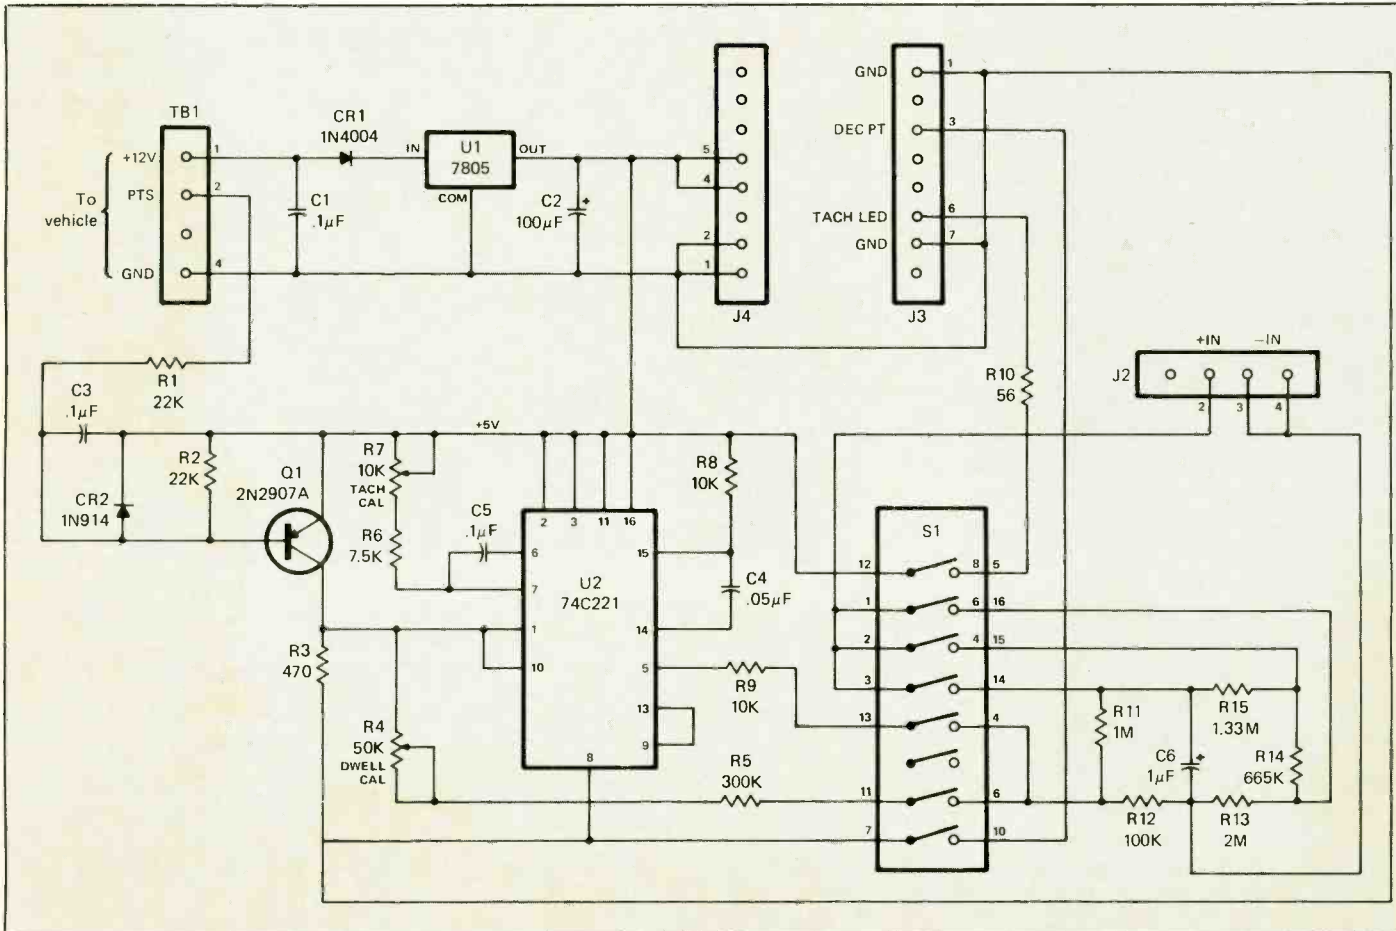 TB1
+12V
1
PTS
2
To
vehicle
GND
4
CR1
1N4004
C1
.1µF
IN
U1
7805
OUT
COM
C2
+
100µF
5
4
2
1
J4
GND
1
DEC PT
3
TACH LED
6
GND
7
J3
R10
56
+IN
-IN
J2
2
3
4
R1
22K
C3
.1µF
R2
22K
CR2
1N914
Q1
2N2907A
+5V
R7
10K
TACH
CAL
R6
7.5K
C5
.1µF
R8
10K
2
3
11
16
6
7
1
10
U2
74C221
15
14
5
13
9
8
C4
.05µF
R9
10K
R3
470
R4
50K
DWELL
CAL
R5
300K
S1
12
8
5
1
6
16
2
4
15
3
14
13
4
11
6
7
10
R11
1M
R15
1.33M
C6
1µF
+
R14
665K
R12
100K
R13
2M